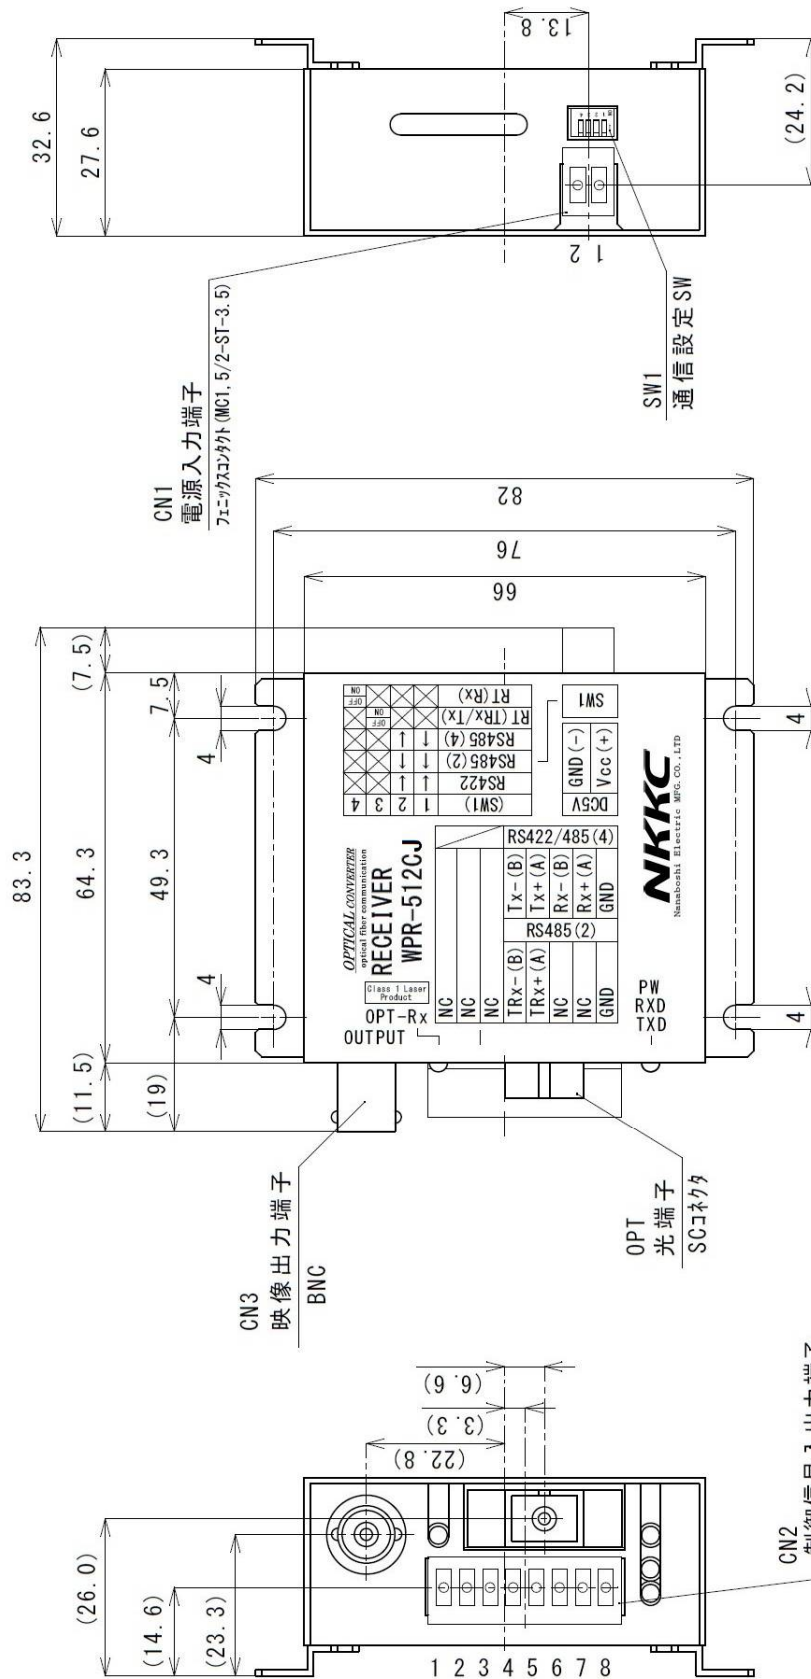 32.6
27.6
13.8
(24.2)
1 2
CN1
電源入力端子
フェニックスコンタクト(MC1.5/2-ST-3.5)
SW1
通信設定SW
83.3
(11.5)
64.3
(7.5)
(19)
49.3
7.5
4
4
4
4
66
76
82
OPTICAL CONVERTER
optical fiber communication
RECEIVER
WPR-512CJ
Class 1 Laser
Product
OPT-Rx
OUTPUT
NC
NC
NC
RS422/485(4)
RS485(2)
TRx-(B) Tx-(B)
TRx+(A) Tx+(A)
NC Rx-(B)
NC Rx+(A)
GND GND
PW
RXD
TXD
(SW1) 1 2 3 4
RS422 ↓ ↓
RS485(2) ↓ ↓
RS485(4) ↓ ↓
RT(TRx/Tx) ON OFF
RT(Rx) ON OFF
SW1
DC5V
GND(-)
Vcc(+)
NKKC
Nanaboshi Electric MFG.CO.,LTD
CN3
映像出力端子
BNC
OPT
光端子
SCコネクタ
(26.0)
(14.6)
(23.3)
(22.8)
(3.3)
(6.6)
1 2 3 4 5 6 7 8
CN2